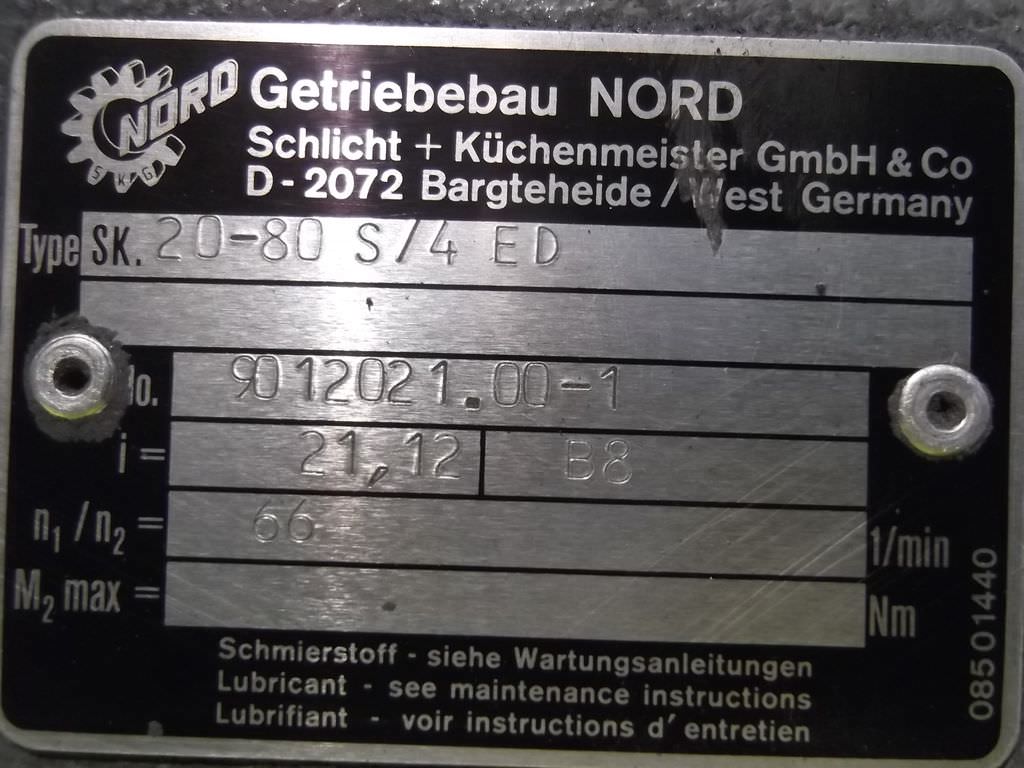 NORD
SKG
Getriebebau NORD
Schlicht + Küchenmeister GmbH & Co
D-2072 Bargteheide / West Germany
Type SK. 20-80 S/4 ED
No. 9012021.00-1
i = 21,12 B8
n₁ / n₂ = 66 1/min
M₂ max = Nm
Schmierstoff - siehe Wartungsanleitungen
Lubricant - see maintenance instructions
Lubrifiant - voir instructions d' entretien
08501440